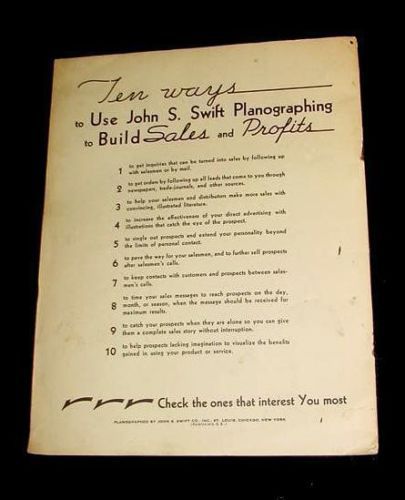 Ten ways
to Use John S. Swift Planographing
to Build Sales and Profits
1 to get inquiries that can be turned into sales by following up
with salesmen or by mail.
2 to get orders by following up all leads that come to you through
newspapers, trade-journals, and other sources.
3 to help your salesmen and distributors make more sales with
convincing, illustrated literature.
4 to increase the effectiveness of your direct advertising with
illustrations that catch the eye of the prospect.
5 to single out prospects and extend your personality beyond
the limits of personal contact.
6 to pave the way for your salesmen, and to further sell prospects
after salesmen's calls.
7 to keep contact with customers and prospects between sales-
men's calls.
8 to time your sales messages to reach prospects on the day,
month, or season, when the message should be received for
maximum results.
9 to catch your prospects when they are alone so you can give
them a complete sales story without interruption.
10 to help prospects lacking imagination to visualize the benefits
gained in using your product or service.
Check the ones that interest You most
PLANOGRAPHED BY JOHN S. SWIFT CO., INC., ST. LOUIS, CHICAGO, NEW YORK